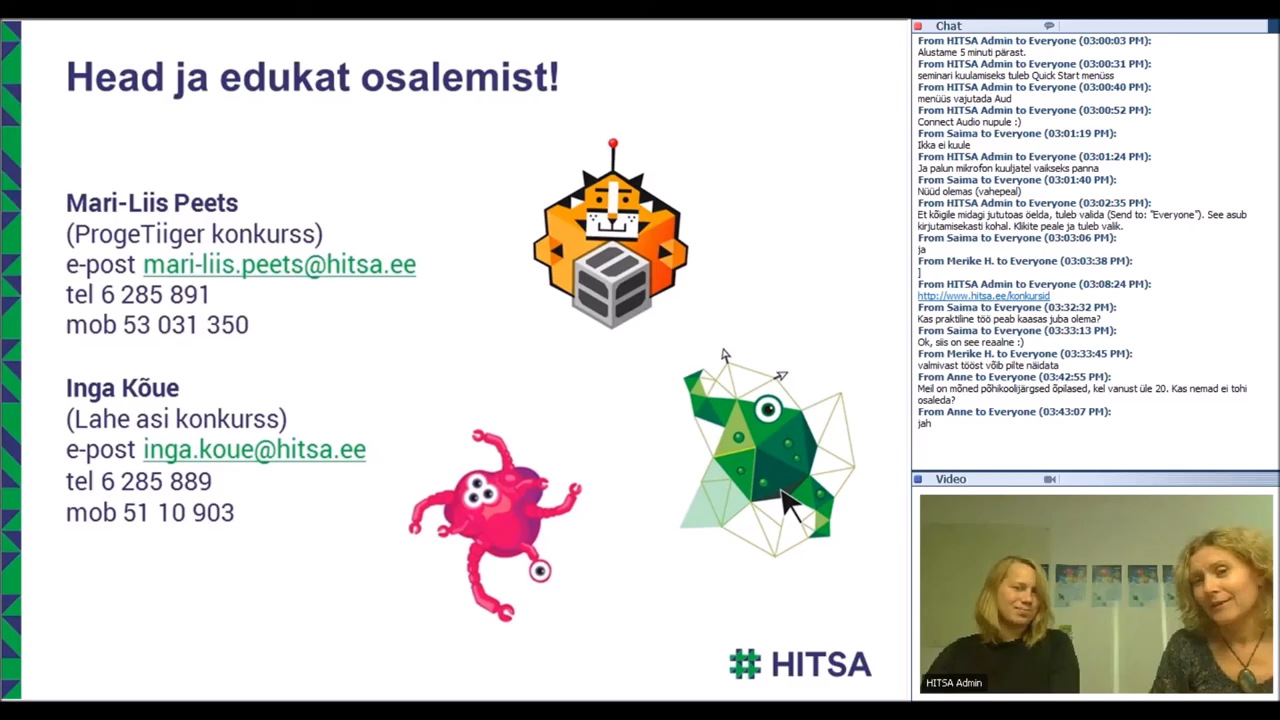 Head ja edukat osalemist!
Mari-Liis Peets
(ProgeTiiger konkurss)
e-post mari-liis.peets@hitsa.ee
tel 6 285 891
mob 53 031 350
Inga Kõue
(Lahe asi konkurss)
e-post inga.koue@hitsa.ee
tel 6 285 889
mob 51 10 903
HITSA
Chat
From HITSA Admin to Everyone (03:00:03 PM):
Alustame 5 minuti pärast.
From HITSA Admin to Everyone (03:00:31 PM):
seminari kuulamiseks tuleb Quick Start menüss
From HITSA Admin to Everyone (03:00:40 PM):
menüüs vajutada Aud
From HITSA Admin to Everyone (03:00:52 PM):
Connect Audio nupule :)
From Saima to Everyone (03:01:19 PM):
Ikka ei kuule
From HITSA Admin to Everyone (03:01:24 PM):
Ja palun mikrofon kuuljatel vaikseks panna
From Saima to Everyone (03:01:40 PM):
Nüüd olemas (vahepeal)
From HITSA Admin to Everyone (03:02:35 PM):
Et kõigile midagi jututoas öelda, tuleb valida (Send to: "Everyone"). See asub
kirjutamisekasti kohal. Klikite peale ja tuleb valik.
From Saima to Everyone (03:03:06 PM):
ja
From Merike H. to Everyone (03:03:38 PM):
]
From HITSA Admin to Everyone (03:08:24 PM):
http://www.hitsa.ee/konkursid
From Saima to Everyone (03:32:32 PM):
Kas praktiline töö peab kaasas juba olema?
From Saima to Everyone (03:33:13 PM):
Ok, siis on see reaalne :)
From Merike H. to Everyone (03:33:45 PM):
valmivast tööst võib pilte näidata
From Anne to Everyone (03:42:55 PM):
Meil on mõned põhikoolijärgsed õpilased, kel vanust üle 20. Kas nemad ei tohi
osaleda?
From Anne to Everyone (03:43:07 PM):
jah
Video
HITSA Admin